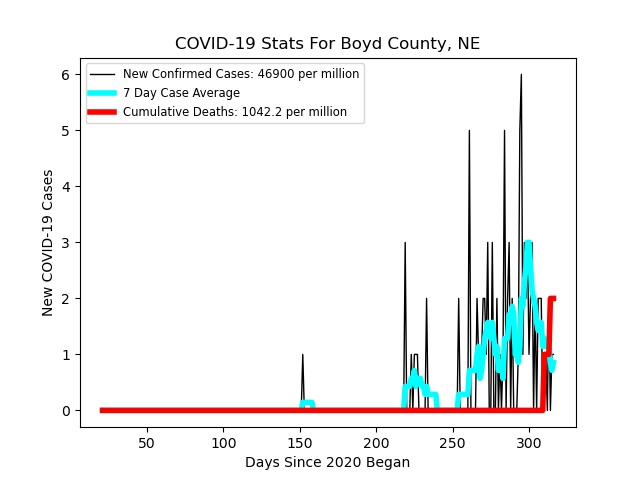 COVID-19 Stats For Boyd County, NE
New Confirmed Cases: 46900 per million
7 Day Case Average
Cumulative Deaths: 1042.2 per million
New COVID-19 Cases
6
5
4
3
2
1
0
50 100 150 200 250 300
Days Since 2020 Began